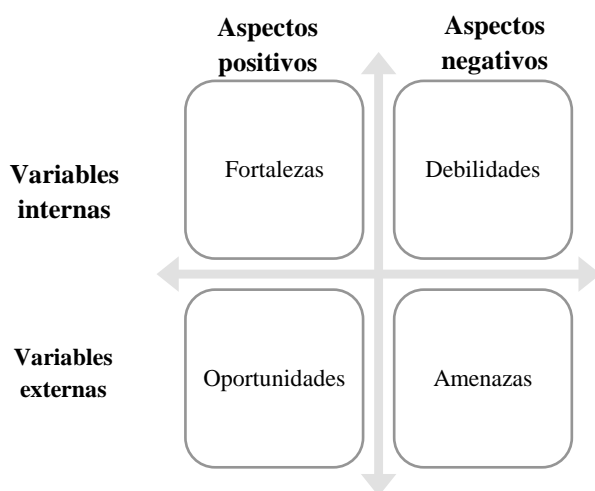 Aspectos
positivos
Aspectos
negativos
Variables
internas
Fortalezas
Debilidades
Variables
externas
Oportunidades
Amenazas